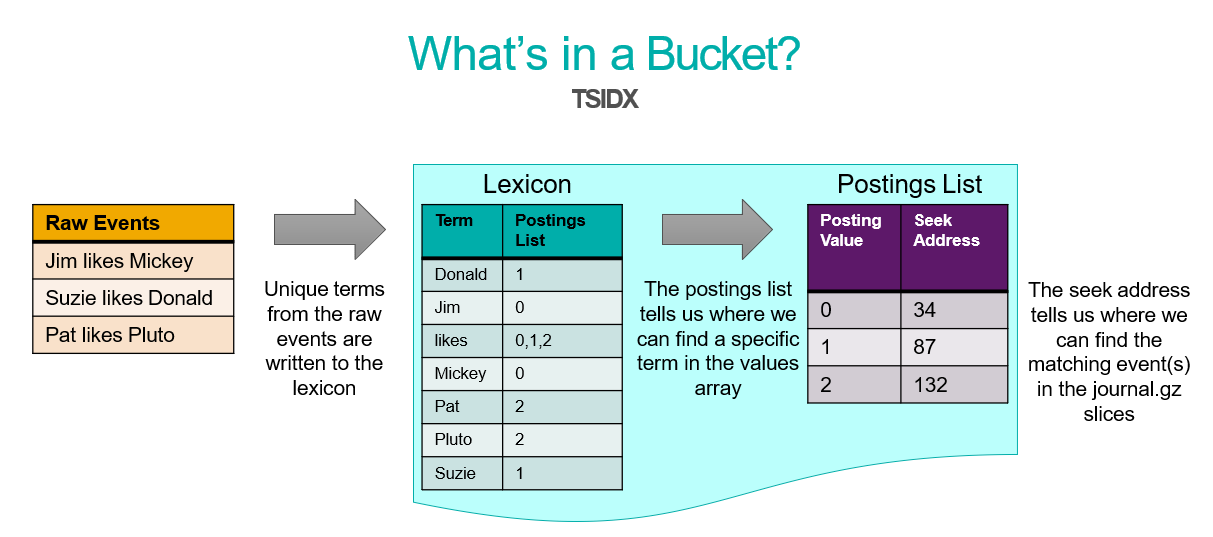 What's in a Bucket?
TSIDX
Raw Events
Jim likes Mickey
Suzie likes Donald
Pat likes Pluto
Unique terms
from the raw
events are
written to the
lexicon
Lexicon
Term
Postings
List
Donald 1
Jim 0
likes 0,1,2
Mickey 0
Pat 2
Pluto 2
Suzie 1
The postings list
tells us where we
can find a specific
term in the values
array
Postings List
Posting
Value
Seek
Address
0 34
1 87
2 132
The seek address
tells us where we
can find the
matching event(s)
in the journal.gz
slices